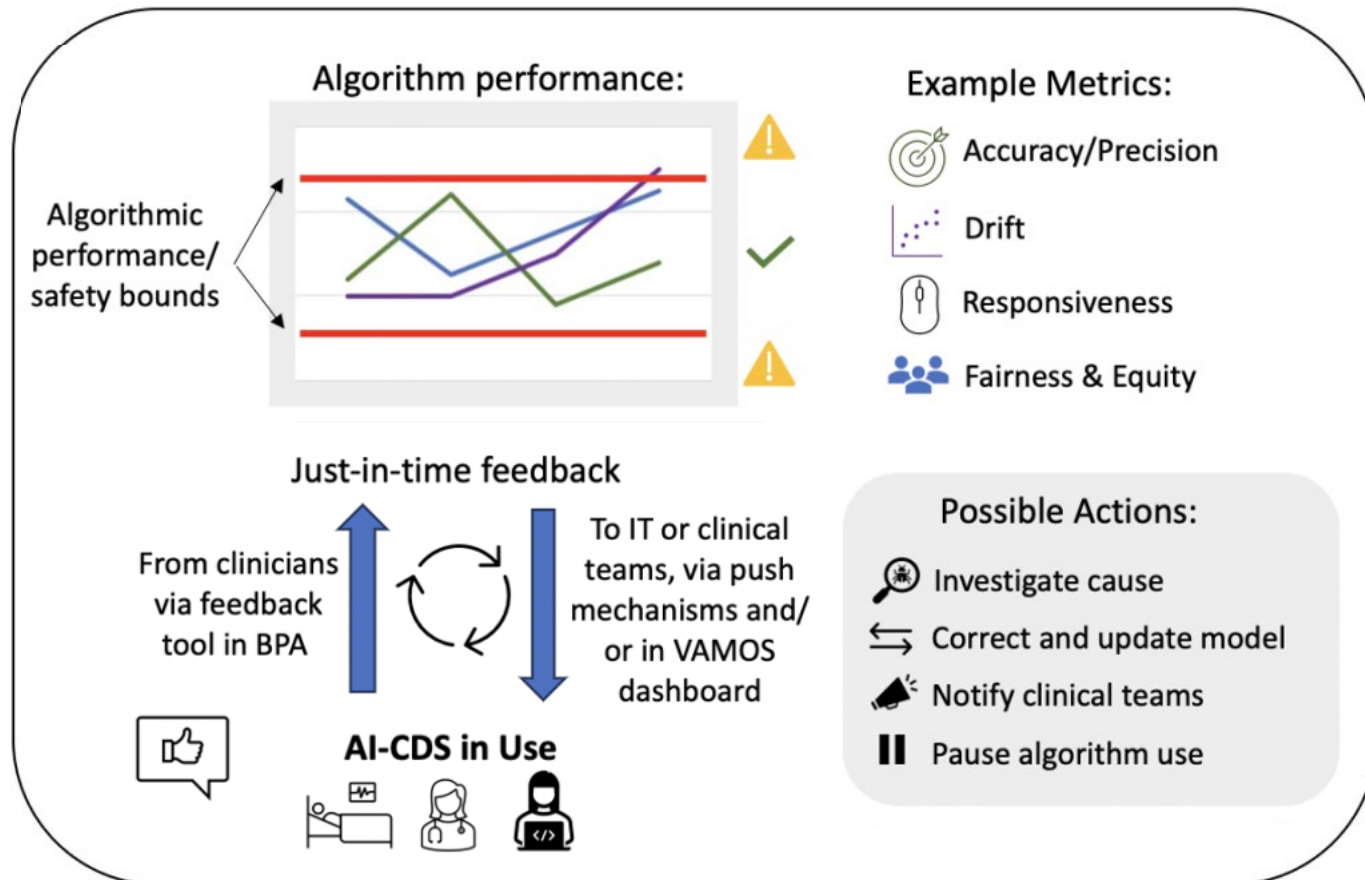 Algorithm performance:
Algorithmic
performance/
safety bounds
Example Metrics:
Accuracy/Precision
Drift
Responsiveness
Fairness & Equity
Just-in-time feedback
From clinicians
via feedback
tool in BPA
To IT or clinical
teams, via push
mechanisms and/
or in VAMOS
dashboard
AI-CDS in Use
</>
Possible Actions:
Investigate cause
Correct and update model
Notify clinical teams
Pause algorithm use